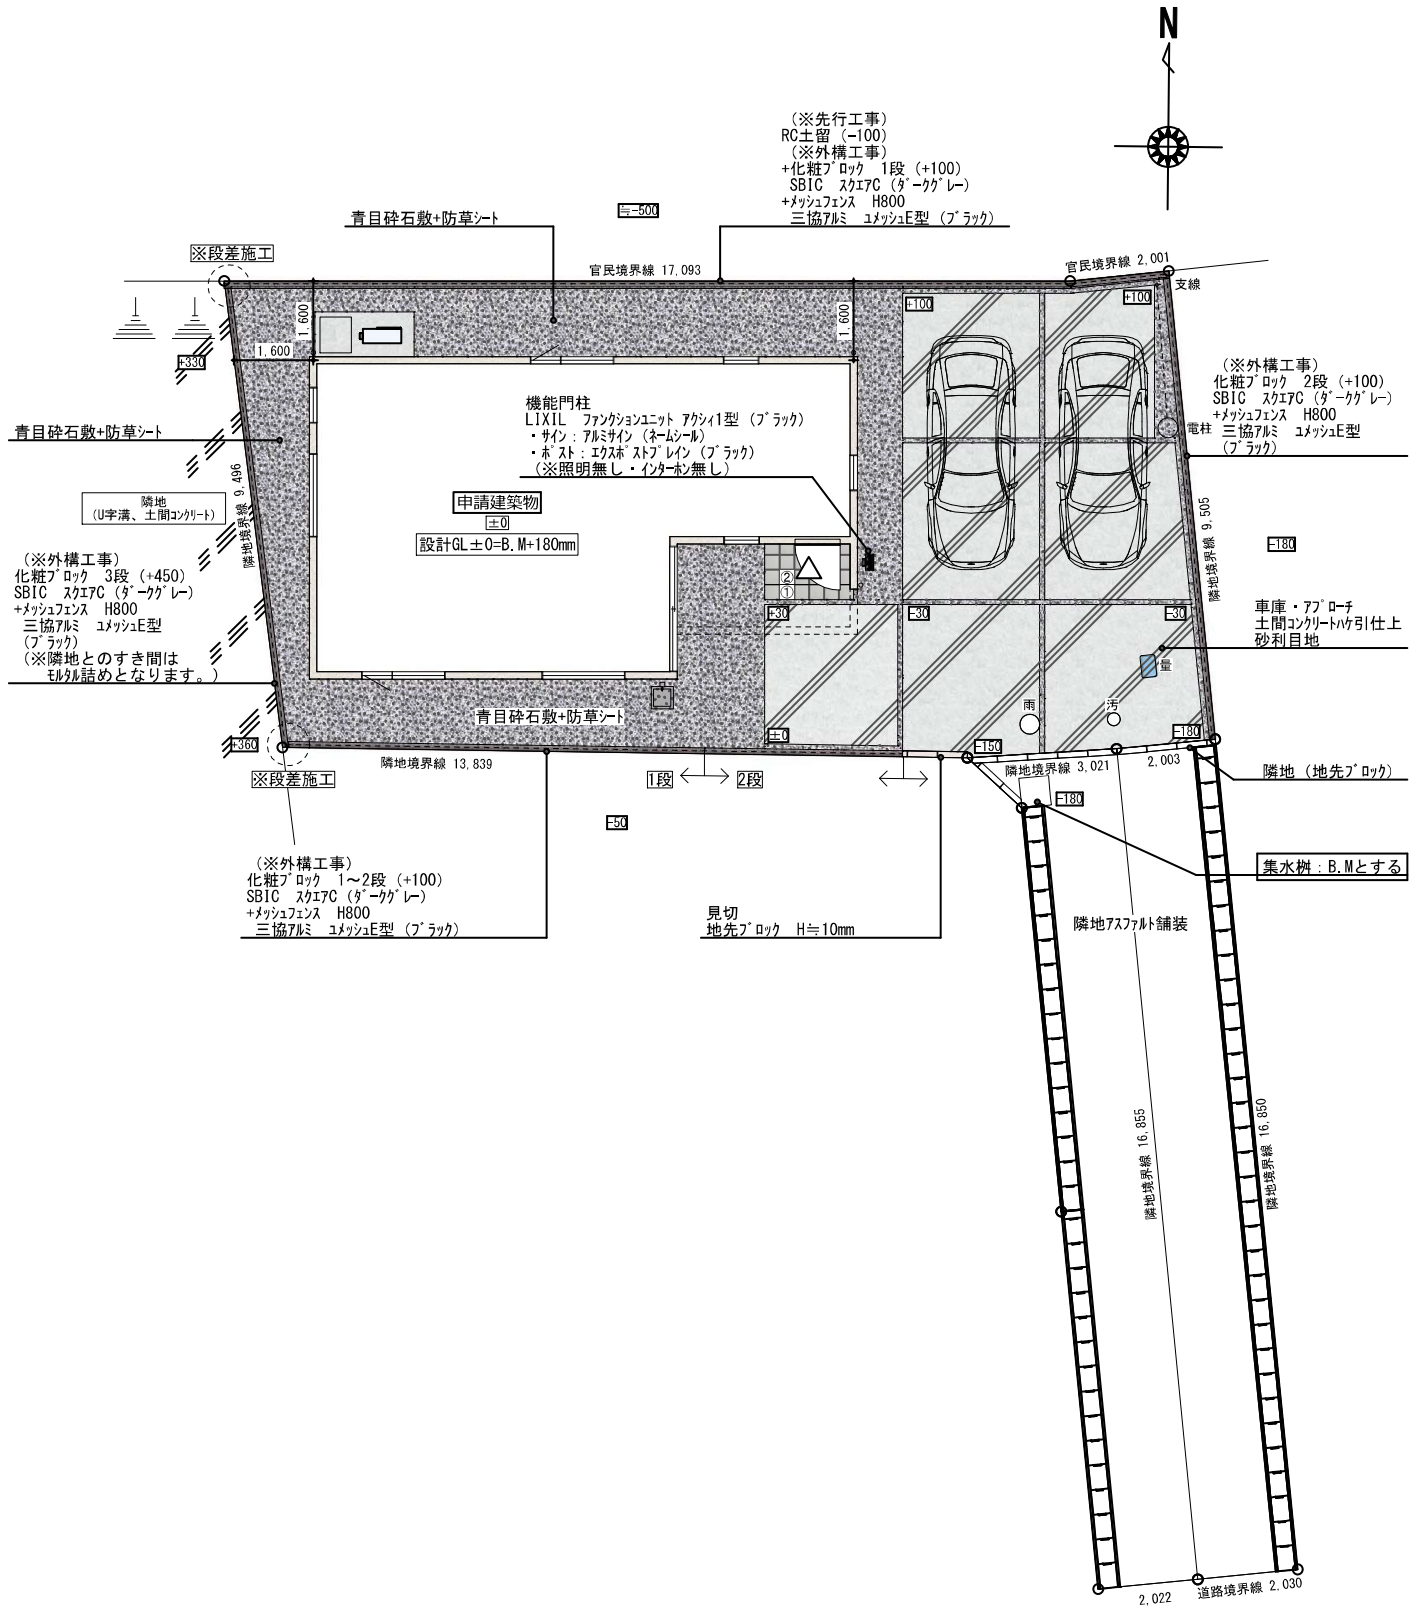 N
(※先行工事)
RC土留 (-100)
(※外構工事)
+化粧ブロック 1段 (+100)
SBIC スクエアC (ダークグレー)
+メッシュフェンス H800
三協アルミ ユメッシュE型 (ブラック)
≒-500
青目砕石敷+防草シート
※段差施工
官民境界線 17,093
官民境界線 2,001
支線
+100
+100
1,600
1,600
1,600
+330
(※外構工事)
化粧ブロック 2段 (+100)
SBIC スクエアC (ダークグレー)
+メッシュフェンス H800
三協アルミ ユメッシュE型
(ブラック)
電柱
機能門柱
LIXIL ファンクションユニット アクシィ1型 (ブラック)
・サイン：アルミサイン (ネームシール)
・ポスト：エクスポストプレイン (ブラック)
(※照明無し・インターホン無し)
青目砕石敷+防草シート
隣地境界線 9,496
隣地
(U字溝、土間コンクリート)
申請建築物
±0
設計GL±0=B.M+180mm
隣地境界線 9,505
-180
(※外構工事)
化粧ブロック 3段 (+450)
SBIC スクエアC (ダークグレー)
+メッシュフェンス H800
三協アルミ ユメッシュE型
(ブラック)
(※隣地とのすき間は
モルタル詰めとなります。)
②
①
+30
-30
-30
車庫・アプローチ
土間コンクリートハケ引仕上
砂利目地
量
雨
汚
青目砕石敷+防草シート
±0
-180
-150
+360
※段差施工
隣地境界線 13,839
1段
2段
隣地境界線 3,021
2,003
隣地 (地先ブロック)
-180
-50
(※外構工事)
化粧ブロック 1～2段 (+100)
SBIC スクエアC (ダークグレー)
+メッシュフェンス H800
三協アルミ ユメッシュE型 (ブラック)
集水桝：B.Mとする
見切
地先ブロック H≒10mm
隣地アスファルト舗装
隣地境界線 16,855
隣地境界線 16,850
2,022
道路境界線 2,030